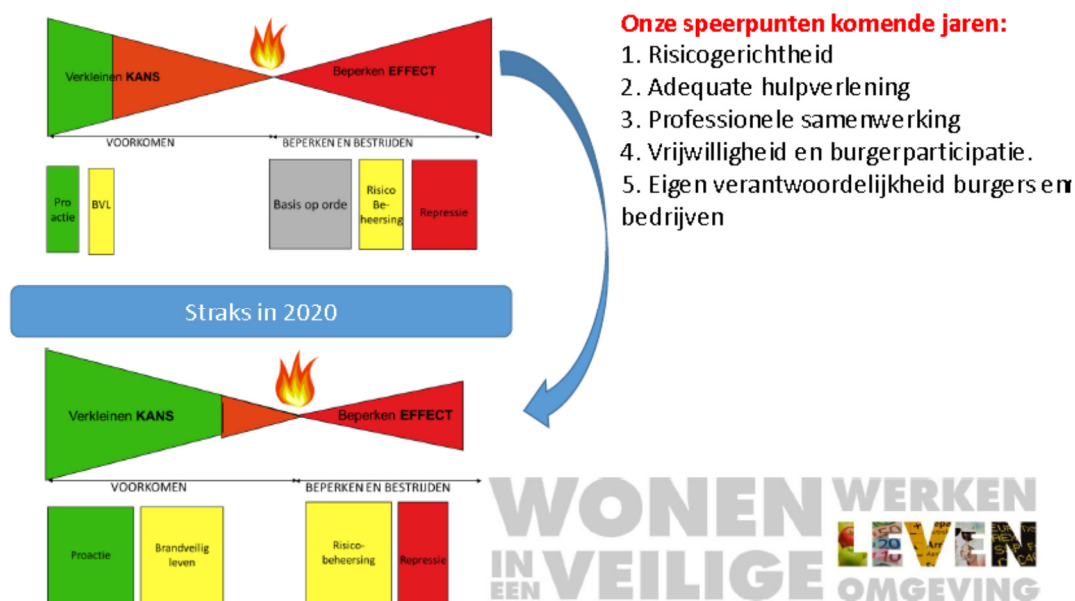 Verkleinen KANS
Beperken EFFECT
VOORKOMEN
BEPERKEN EN BESTRIJDEN
Pro
actie
BVL
Basis op orde
Risico
Be-
heersing
Repressie
Onze speerpunten komende jaren:
1. Risicogerichtheid
2. Adequate hulpverlening
3. Professionele samenwerking
4. Vrijwilligheid en burgerparticipatie.
5. Eigen verantwoordelijkheid burgers en
bedrijven
Straks in 2020
Verkleinen KANS
Beperken EFFECT
VOORKOMEN
BEPERKEN EN BESTRIJDEN
Proactie
Brandveilig
leven
Risico-
beheersing
Repressie
WONEN WERKEN
LEVEN
IN
EEN VEILIGE
OMGEVING